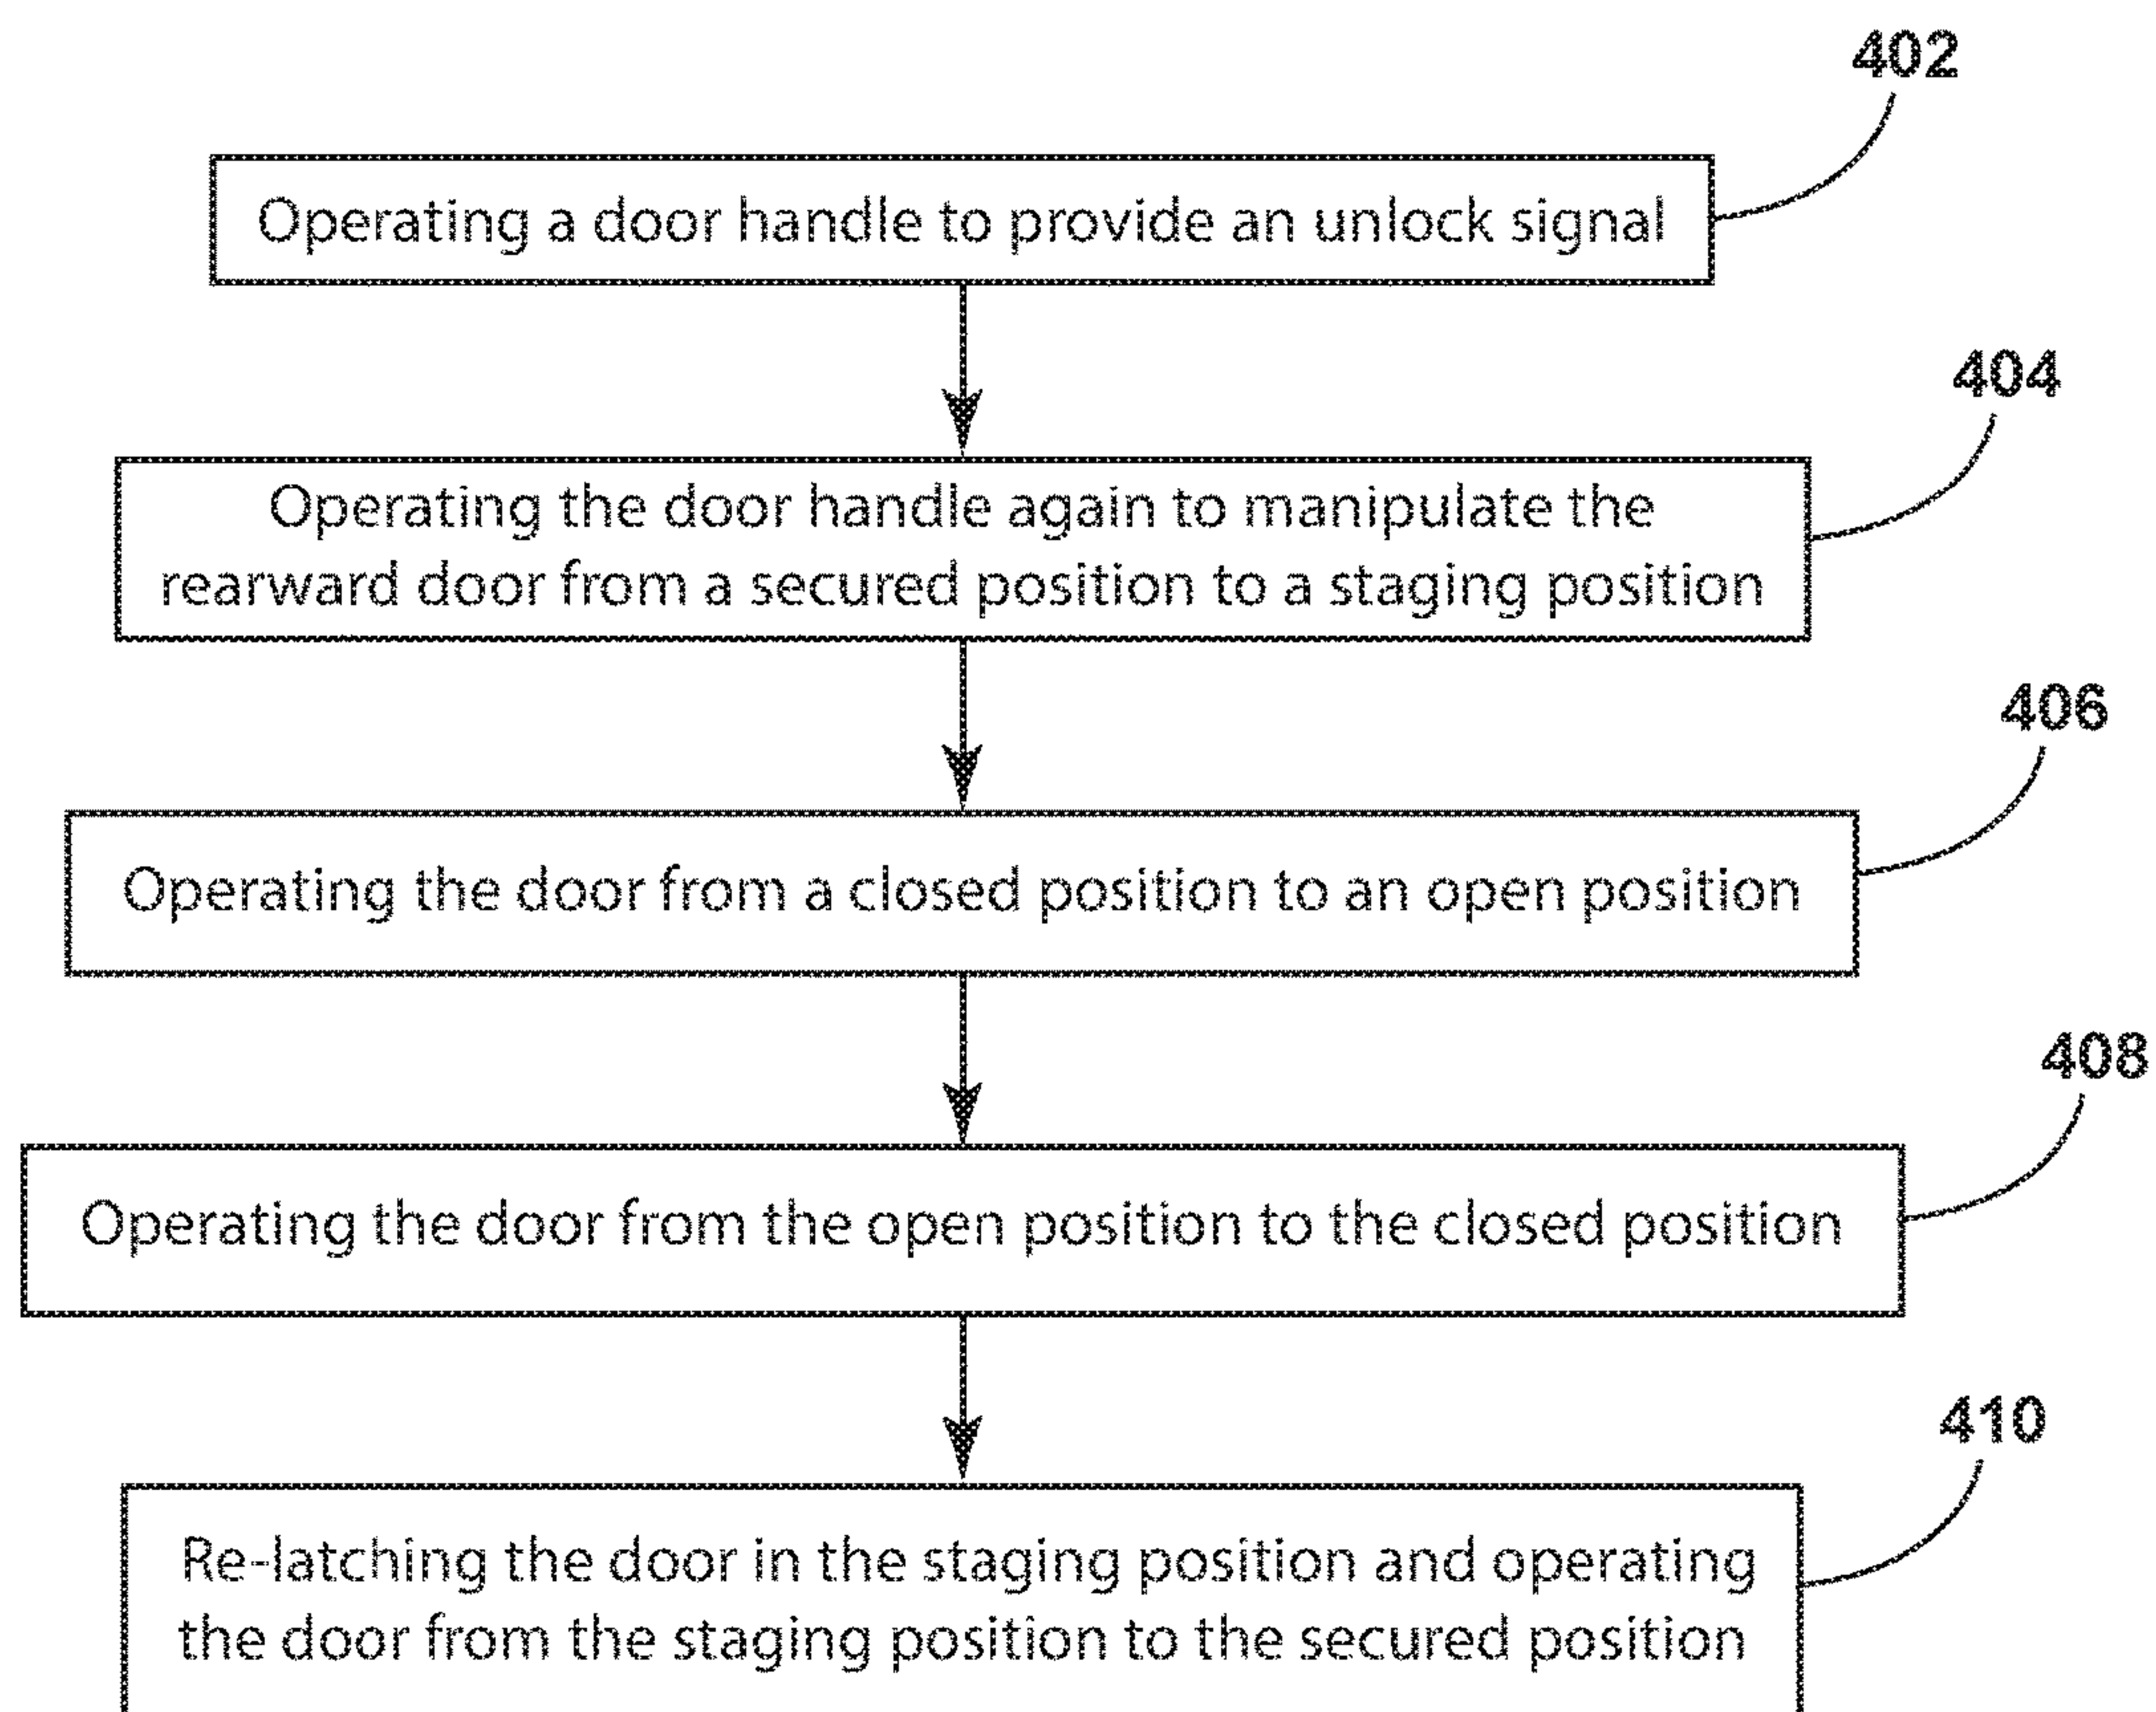 402
Operating a door handle to provide an unlock signal
404
Operating the door handle again to manipulate the
rearward door from a secured position to a staging position
406
Operating the door from a closed position to an open position
408
Operating the door from the open position to the closed position
410
Re-latching the door in the staging position and operating
the door from the staging position to the secured position